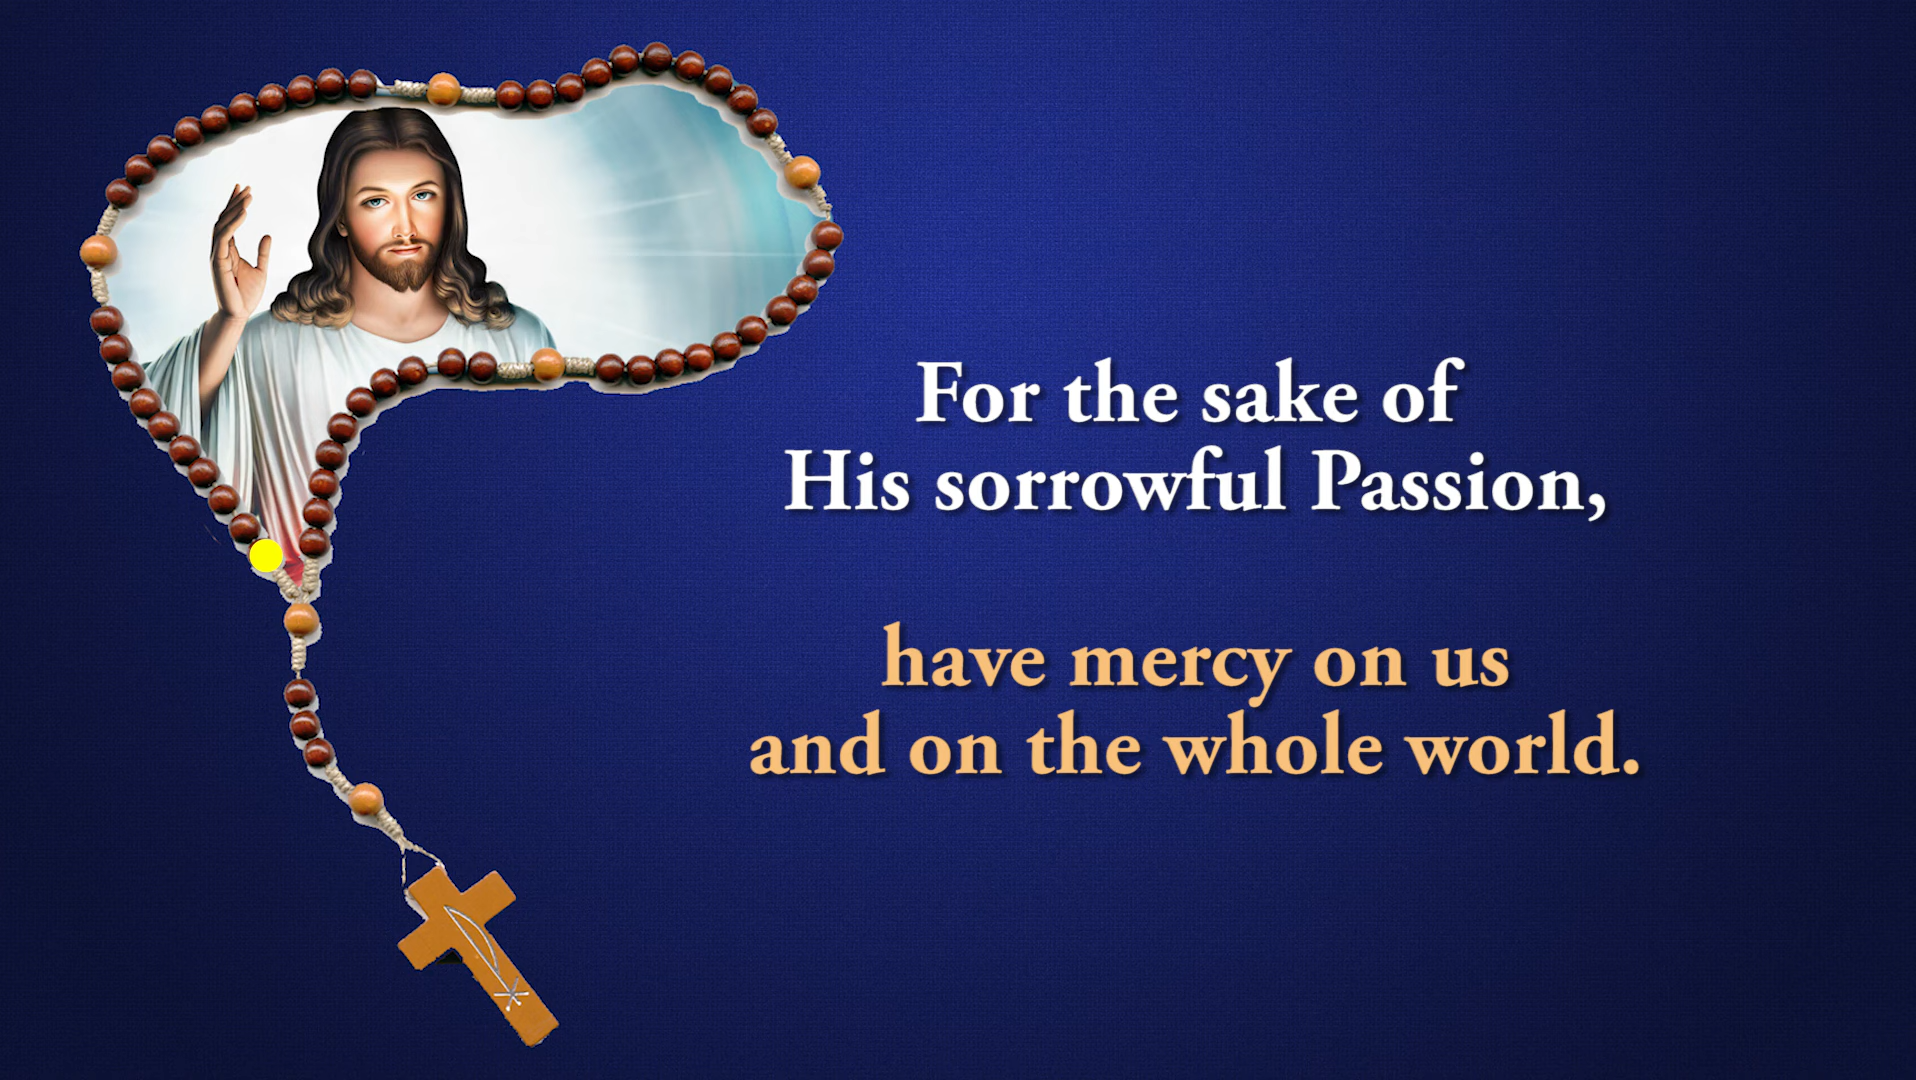 For the sake of
His sorrowful Passion,
have mercy on us
and on the whole world.